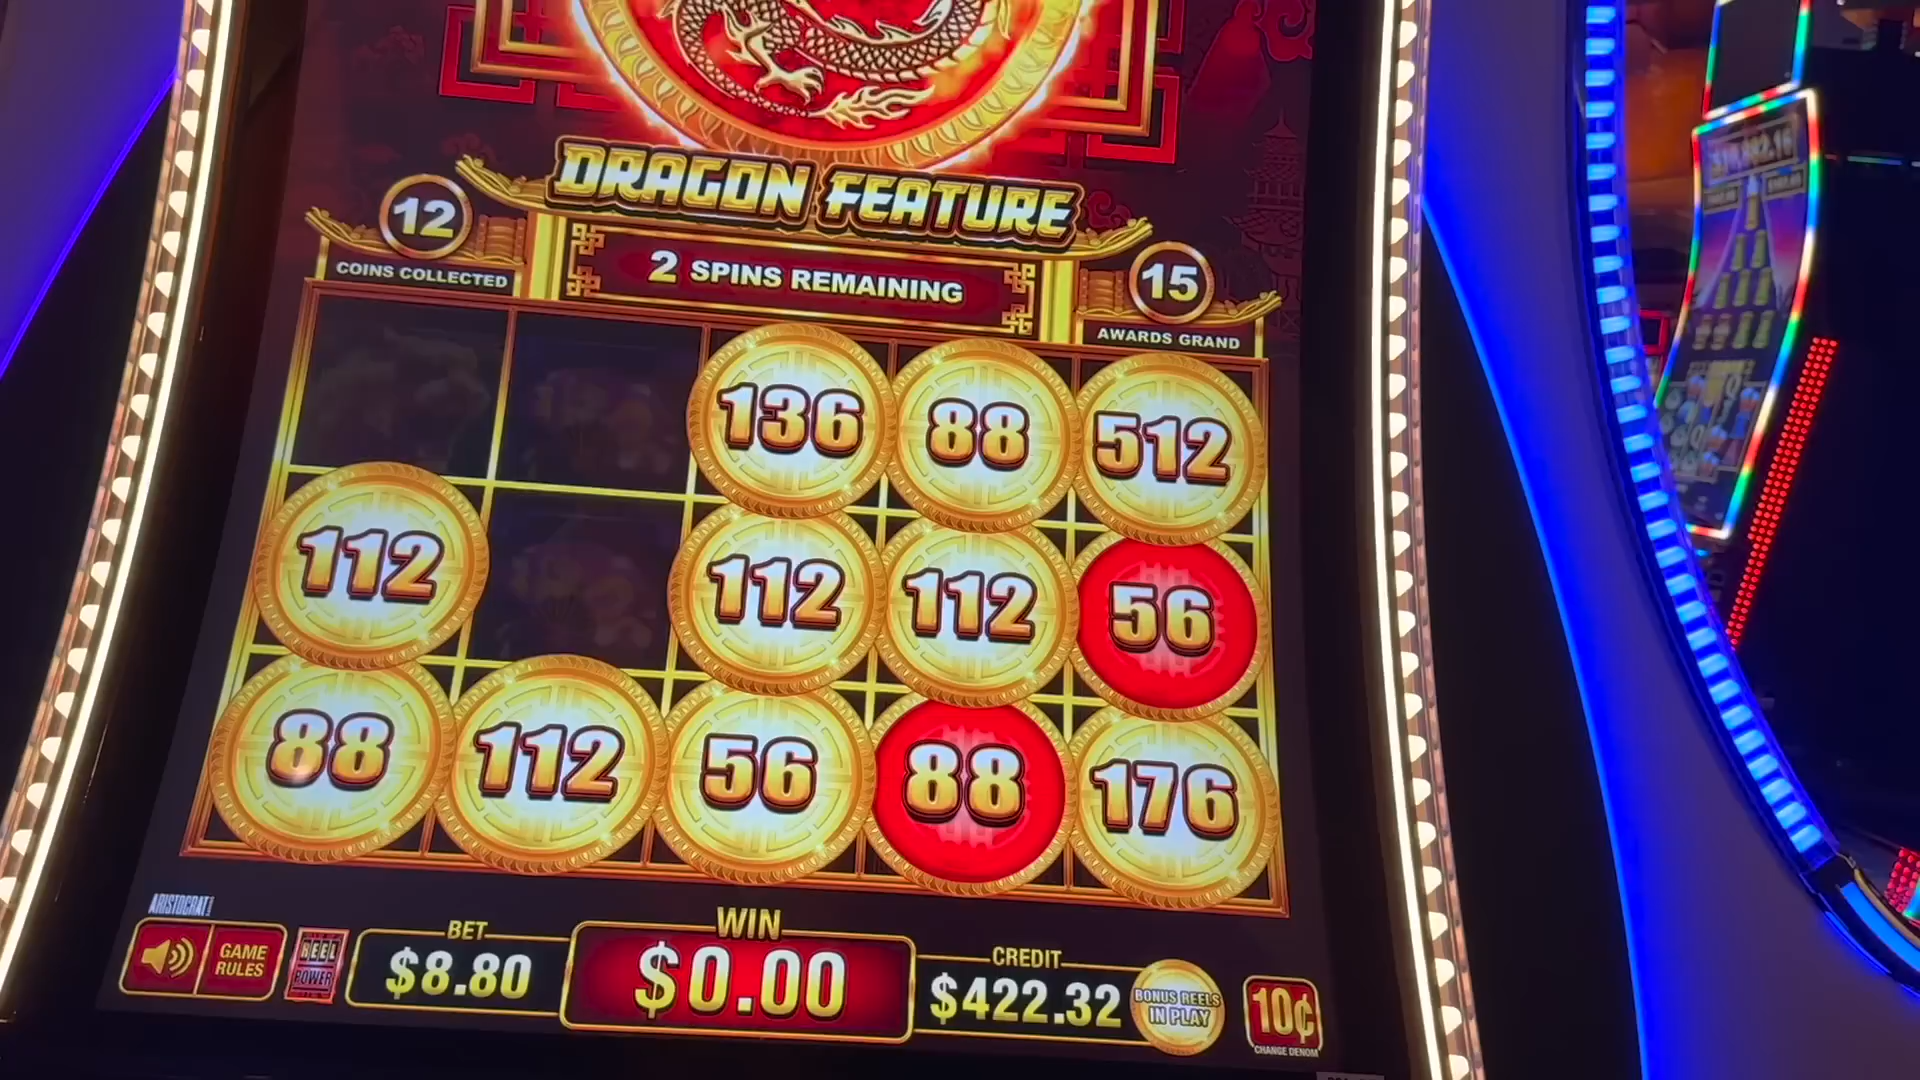 DRAGON FEATURE
12
COINS COLLECTED
2 SPINS REMAINING
15
AWARDS GRAND
136 88 512
112 112 112 56
88 112 56 88 176
ARISTOCRAT
GAME RULES
REEL POWER
BET
$8.80
WIN
$0.00
CREDIT
$422.32
BONUS REELS
IN PLAY
10¢
CHANGE DENOM